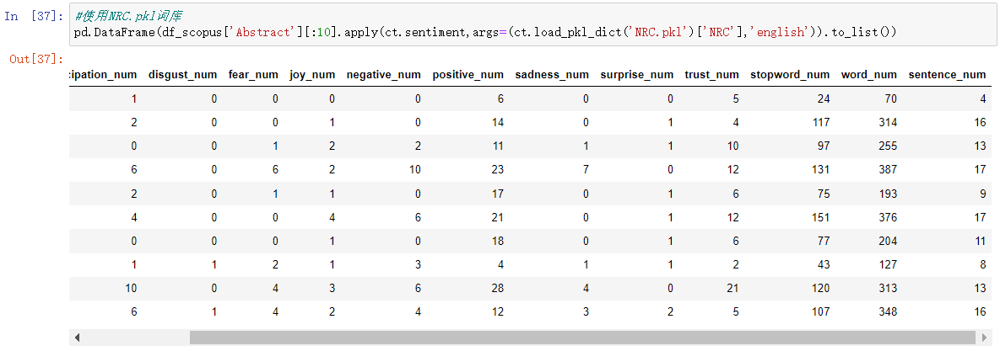 In [37]: #使用NRC.pkl词库
pd.DataFrame(df_scopus['Abstract'][:10].apply(ct.sentiment,args=(ct.load_pkl_dict('NRC.pkl')['NRC'],'english')).to_list())
Out[37]:
cipation_num disgust_num fear_num joy_num negative_num positive_num sadness_num surprise_num trust_num stopword_num word_num sentence_num
1 0 0 0 0 6 0 0 5 24 70 4
2 0 0 1 0 14 0 1 4 117 314 16
0 0 1 2 2 11 1 1 10 97 255 13
6 0 6 2 10 23 7 0 12 131 387 17
2 0 1 1 0 17 0 1 6 75 193 9
4 0 0 4 6 21 0 1 12 151 376 17
0 0 0 1 0 18 0 1 6 77 204 11
1 1 2 1 3 4 1 1 2 43 127 8
10 0 4 3 6 28 4 0 21 120 313 13
6 1 4 2 4 12 3 2 5 107 348 16